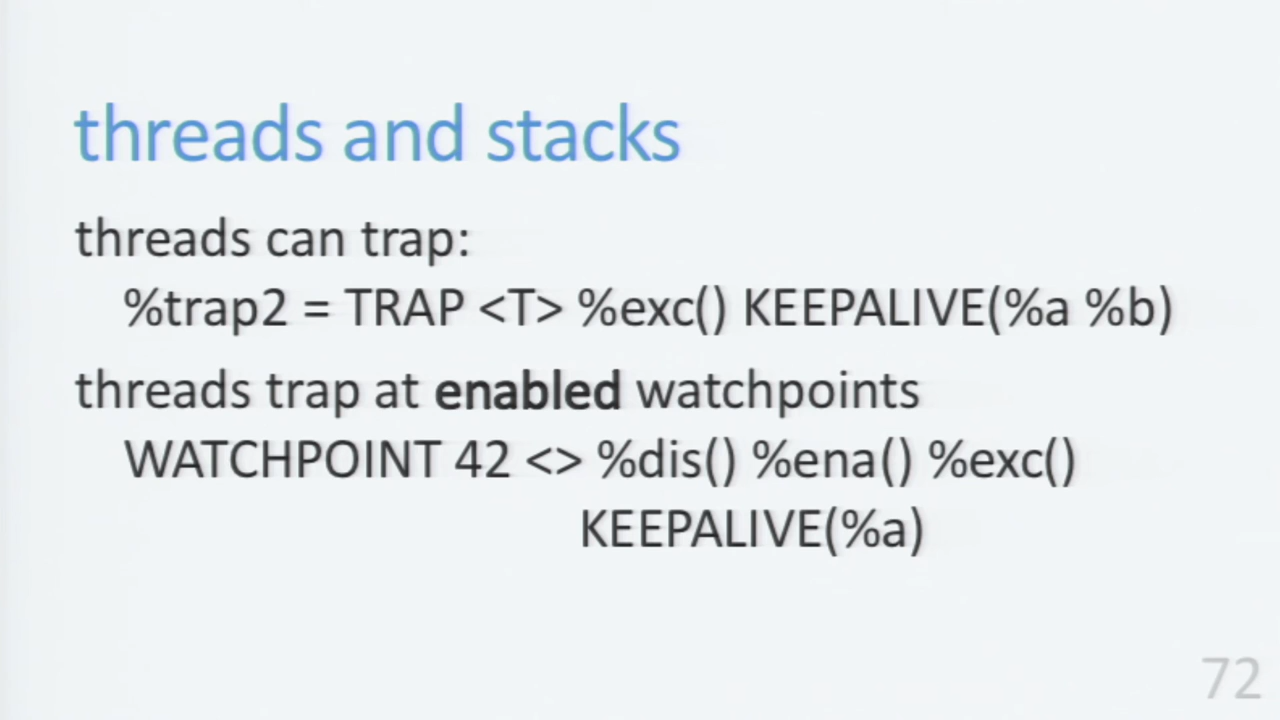 threads and stacks
threads can trap:
%trap2 = TRAP <T> %exc() KEEPALIVE(%a %b)
threads trap at enabled watchpoints
WATCHPOINT 42 <> %dis() %ena() %exc()
KEEPALIVE(%a)
72